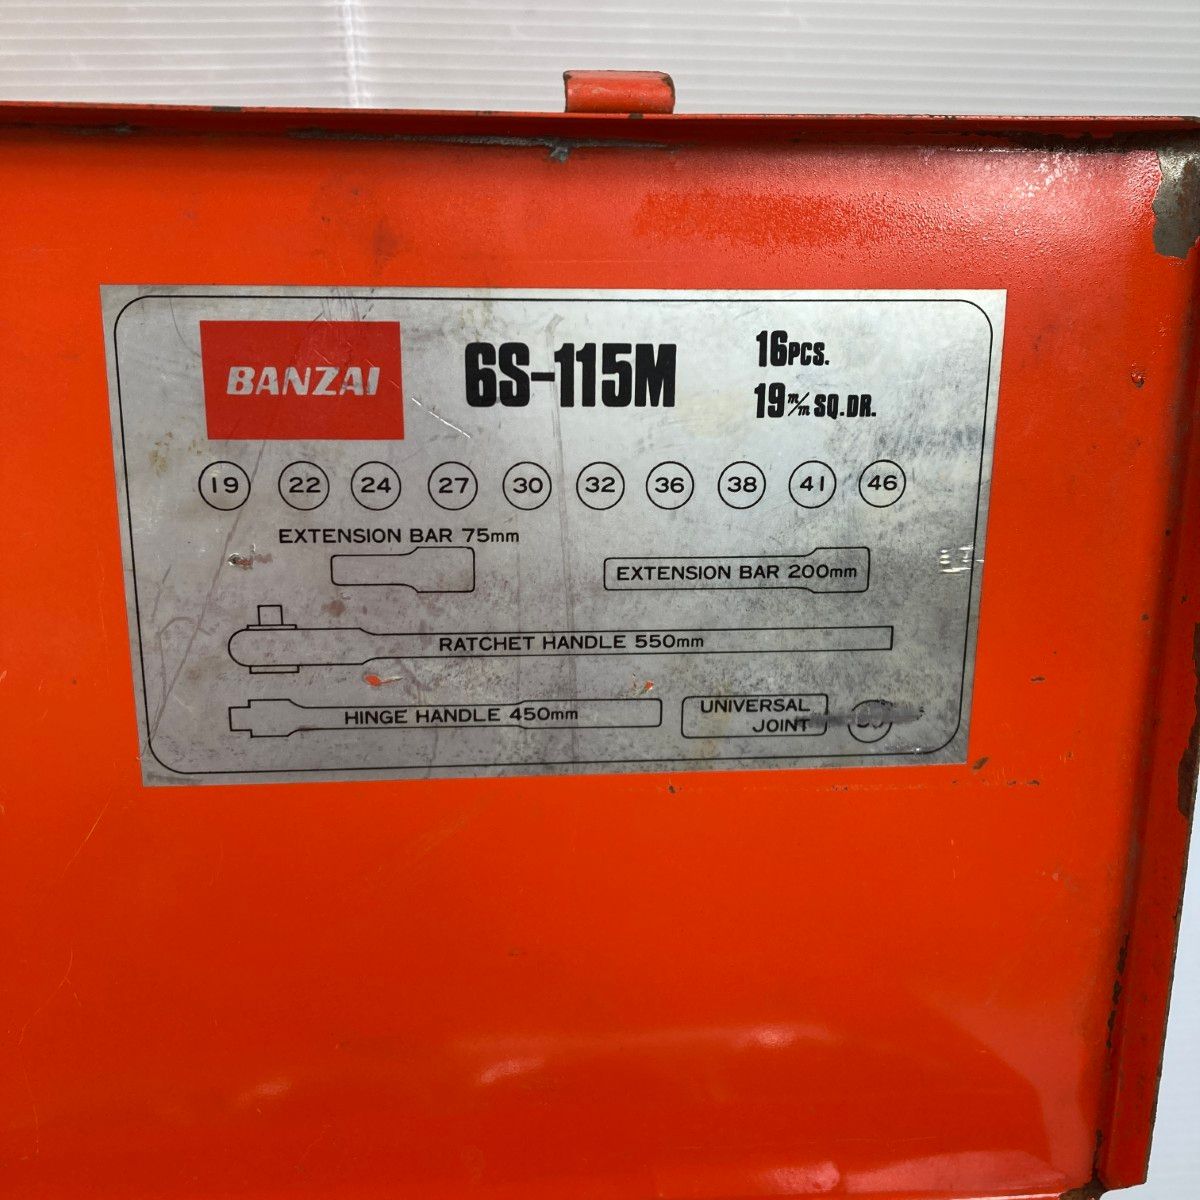 BANZAI
6S-115M
16PCS.
19m/m SQ.DR.
19 22 24 27 30 32 36 38 41 46
EXTENSION BAR 75mm
EXTENSION BAR 200mm
RATCHET HANDLE 550mm
HINGE HANDLE 450mm
UNIVERSAL
JOINT